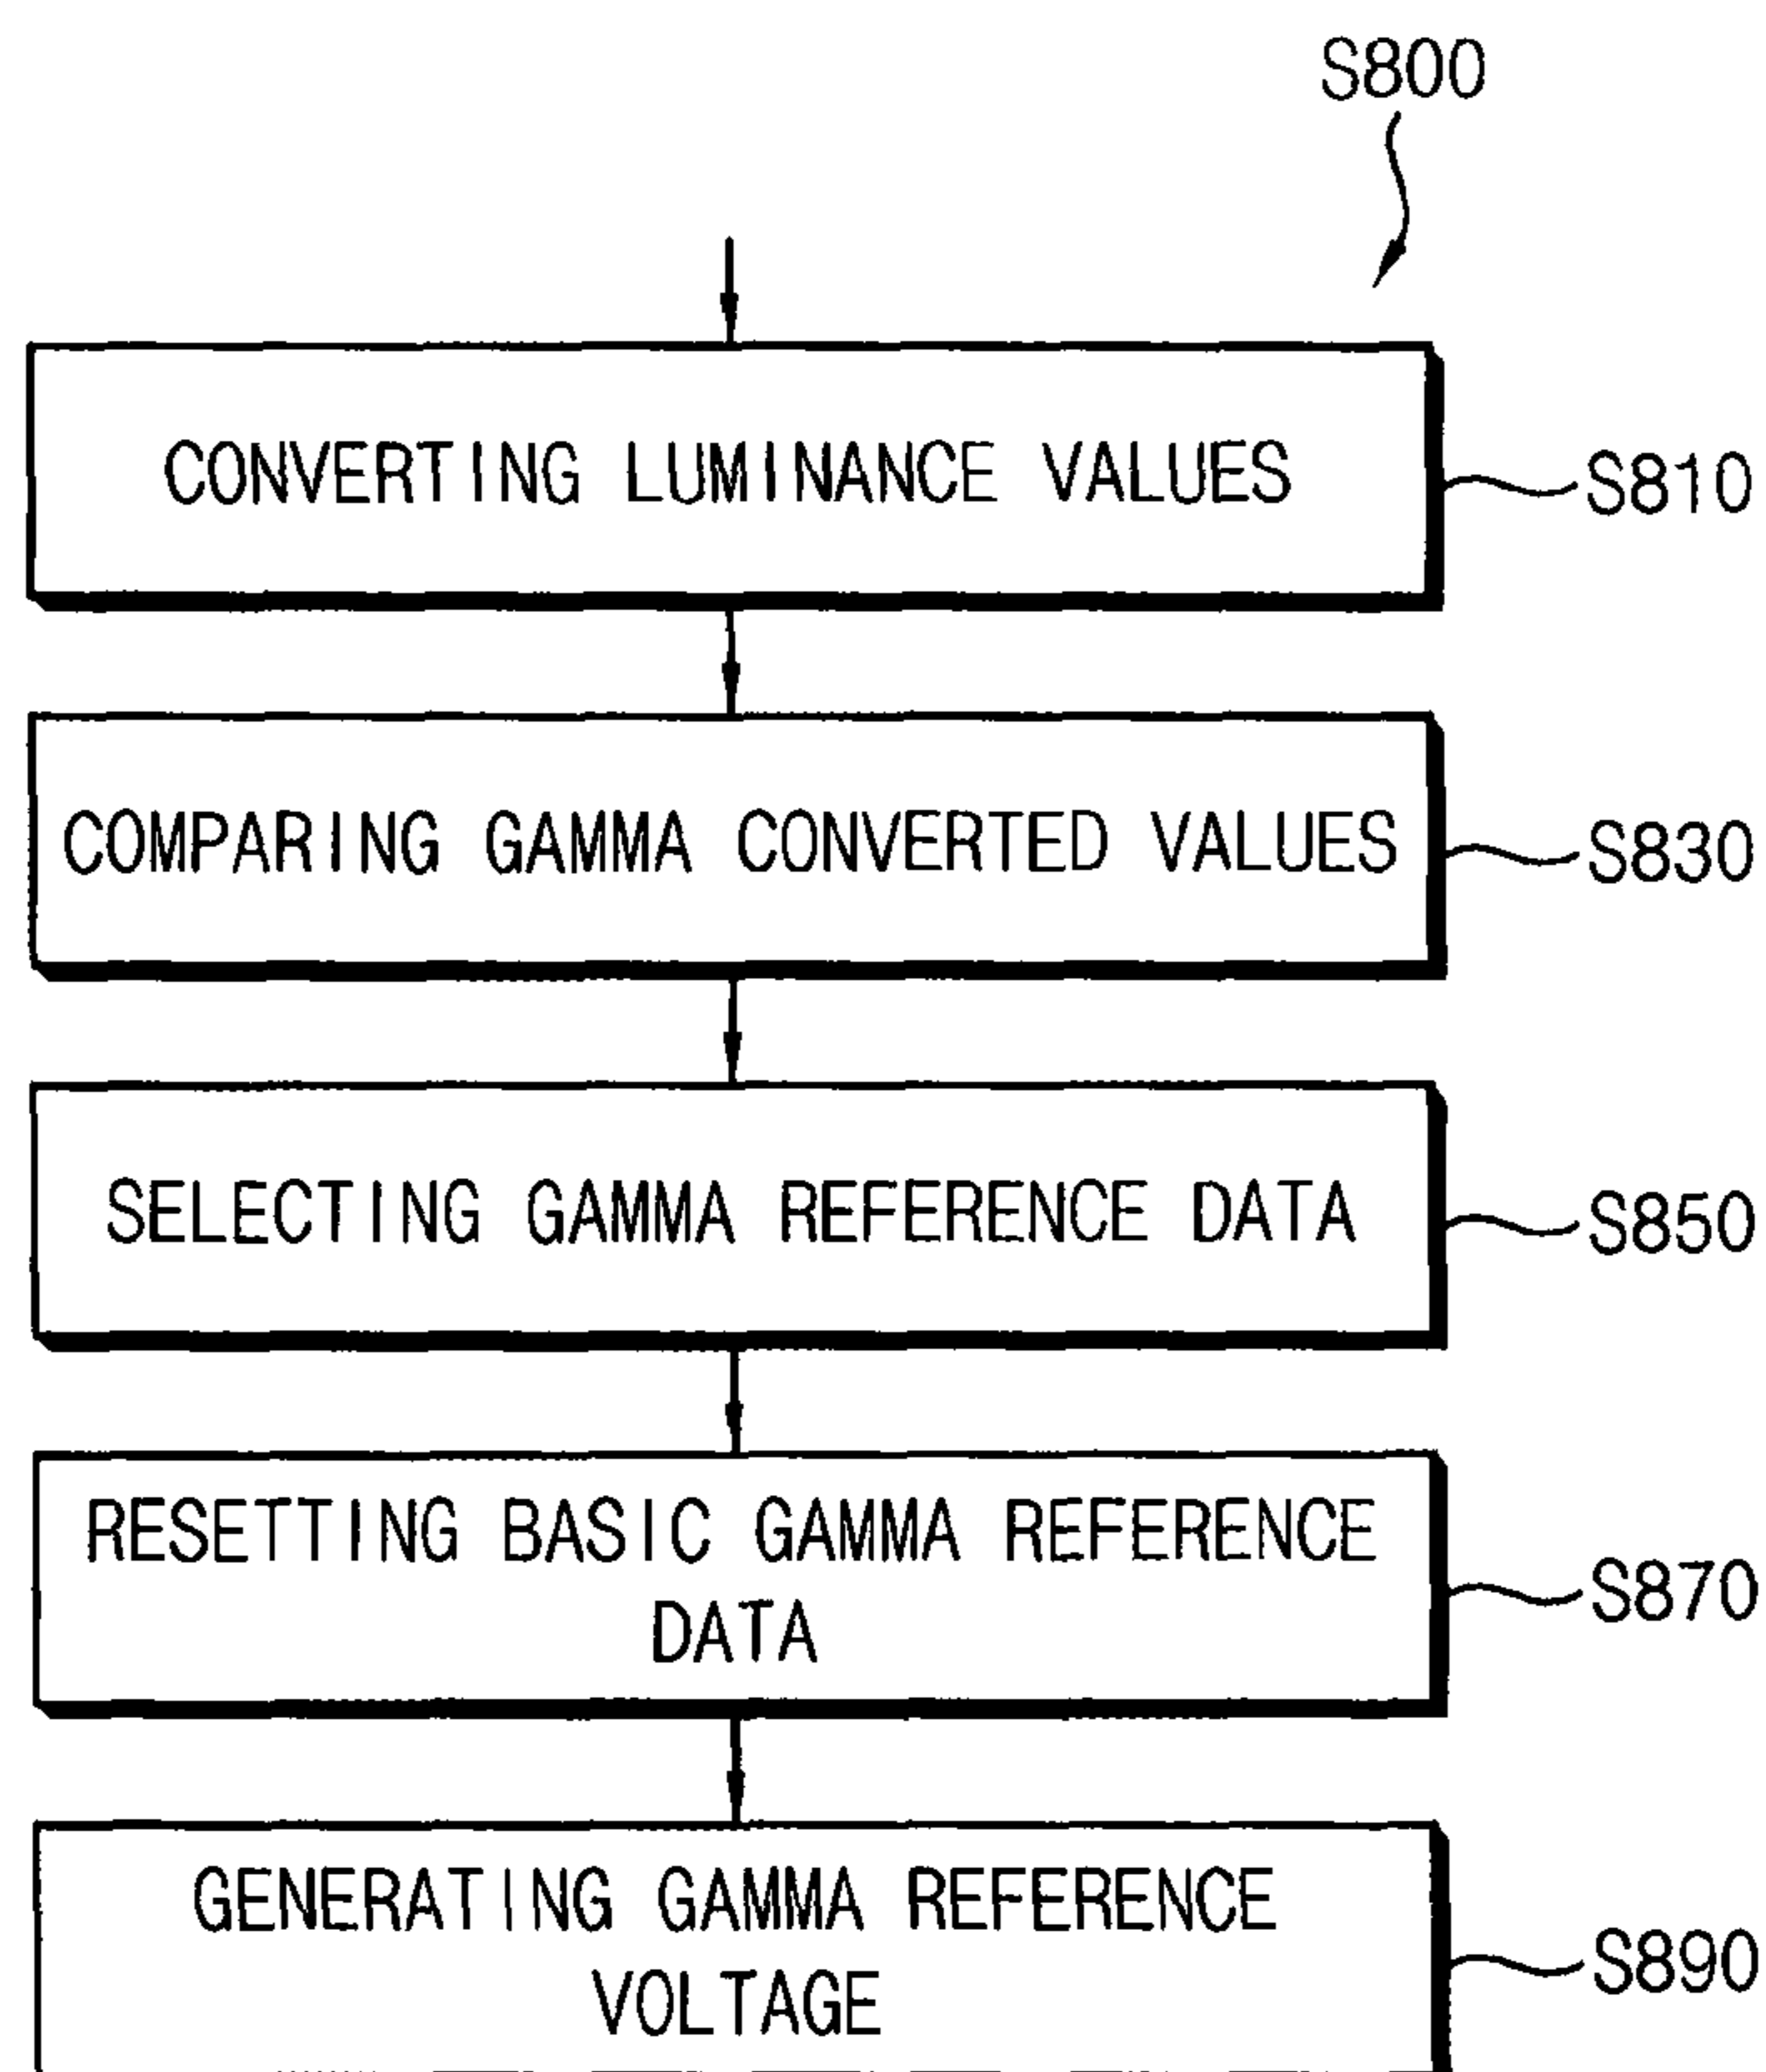 S800
CONVERTING LUMINANCE VALUES
S810
COMPARING GAMMA CONVERTED VALUES
S830
SELECTING GAMMA REFERENCE DATA
S850
RESETTING BASIC GAMMA REFERENCE
DATA
S870
GENERATING GAMMA REFERENCE
VOLTAGE
S890